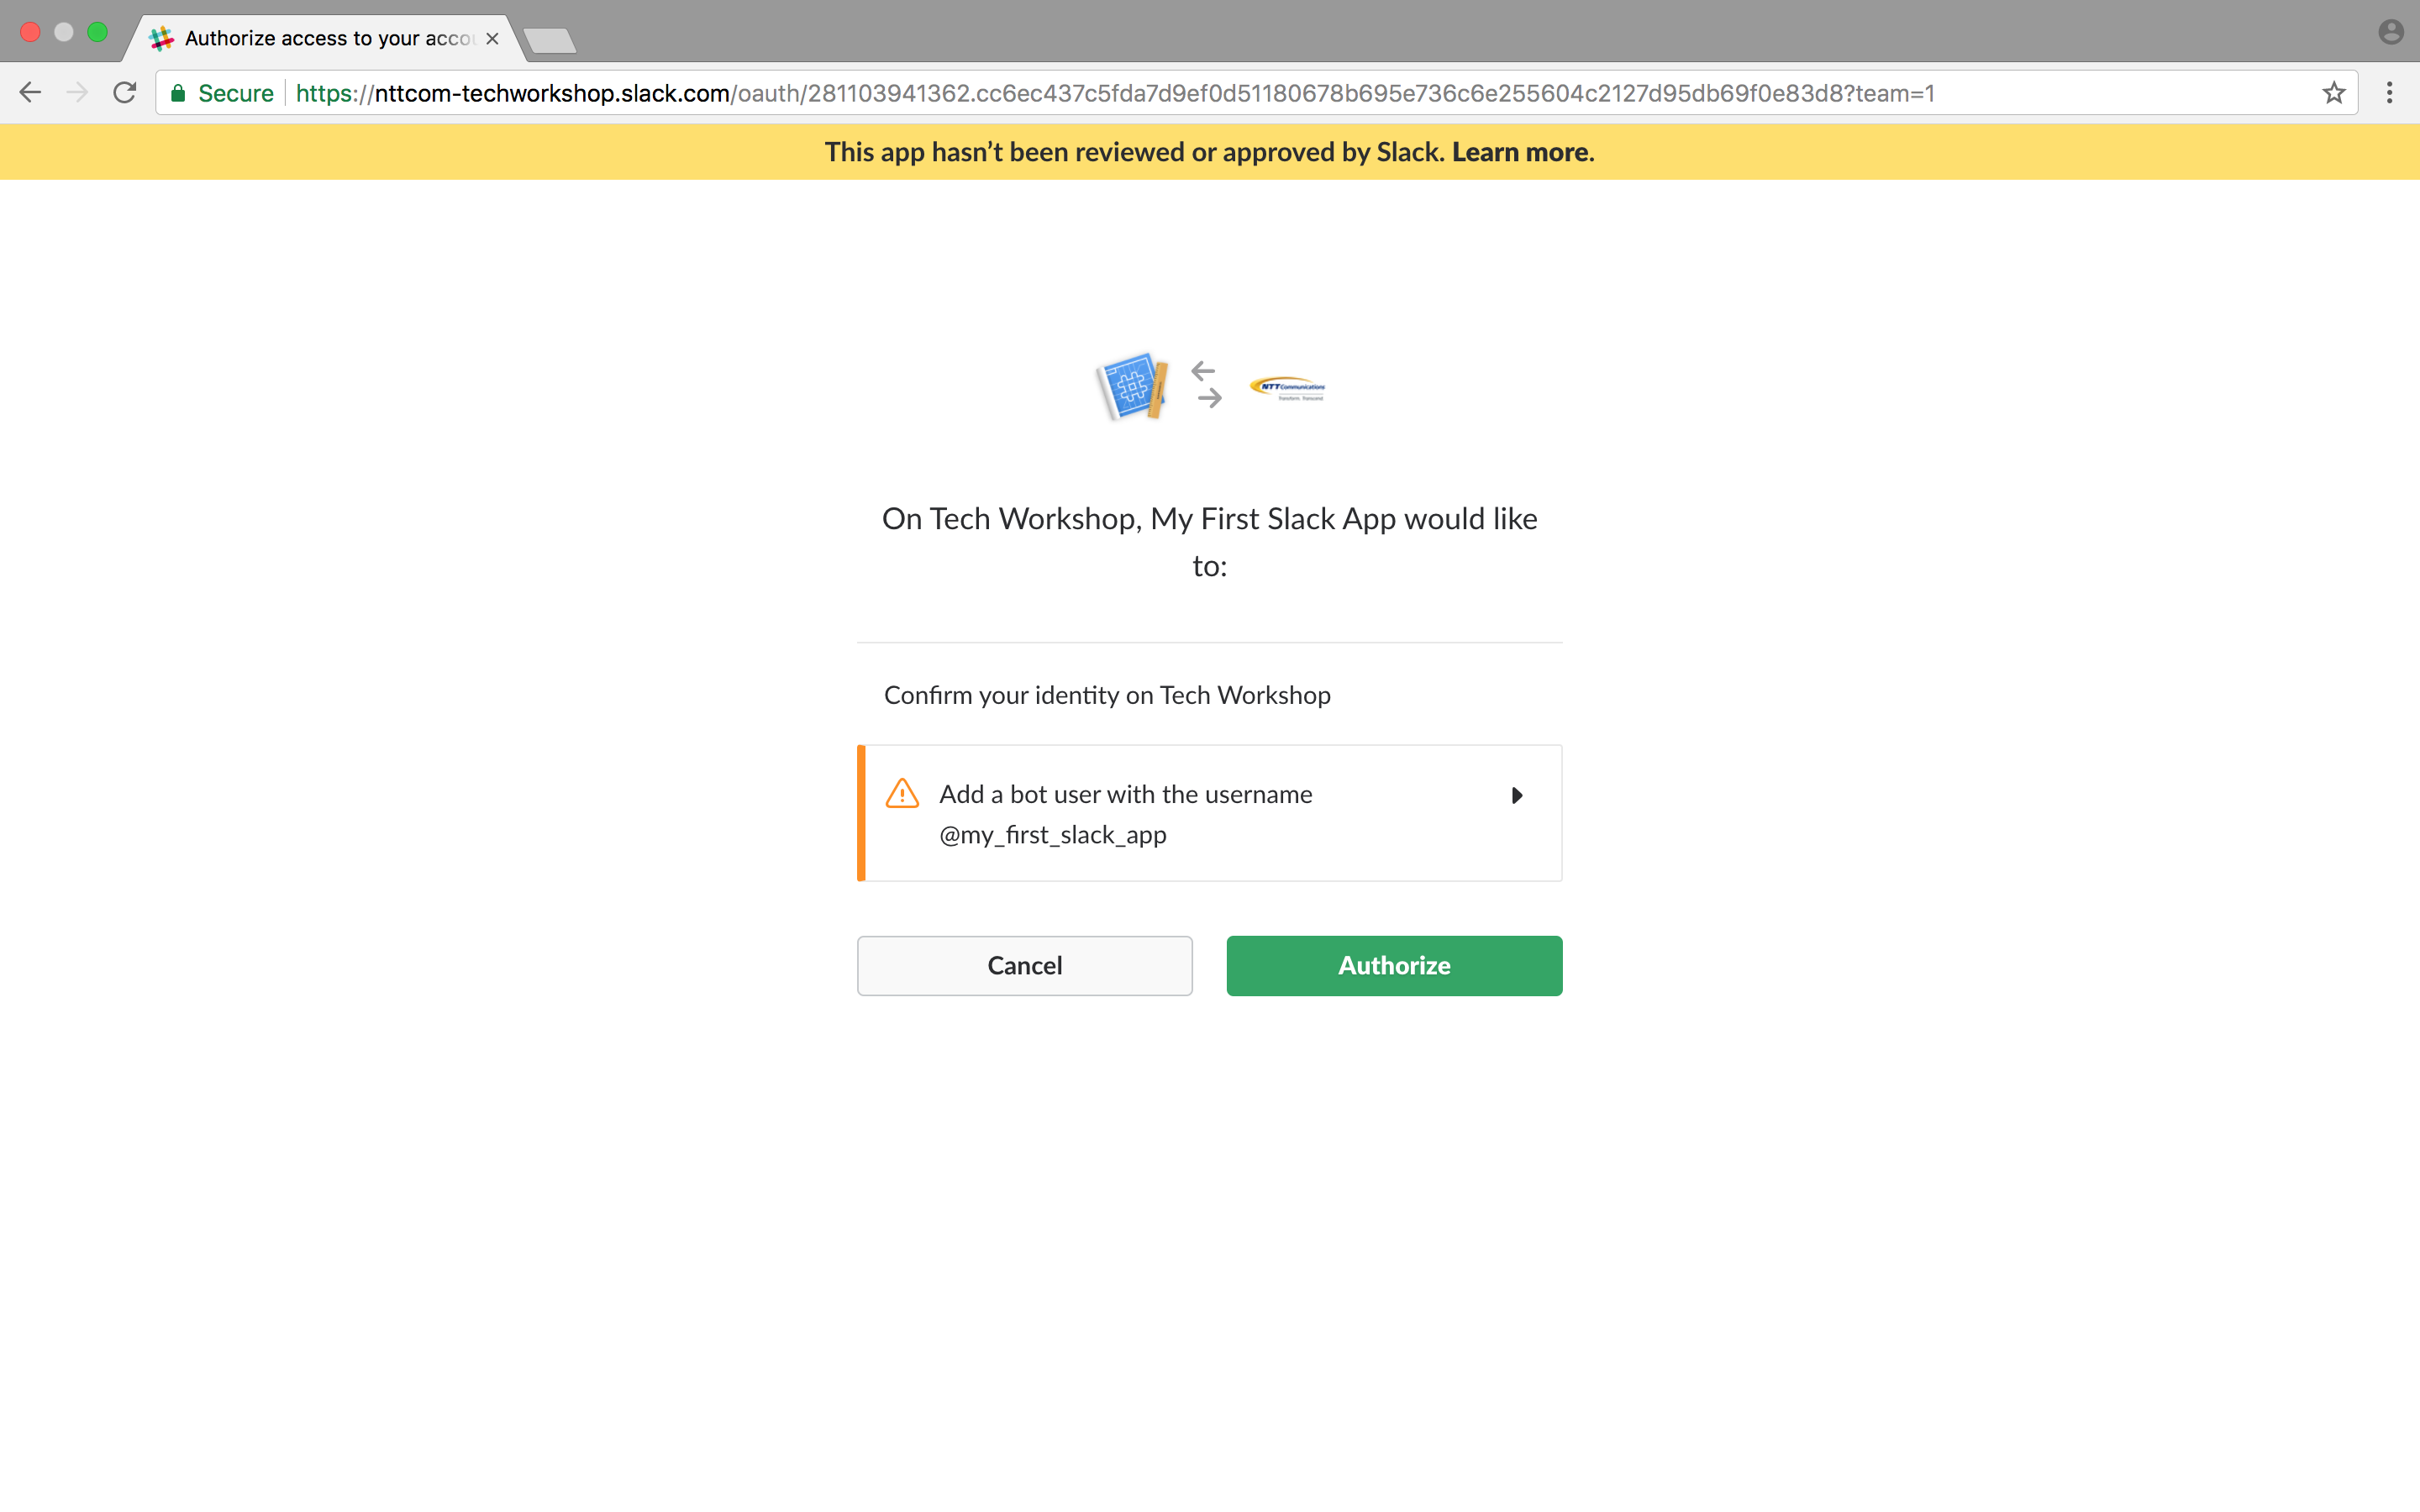 Authorize access to your acco
Secure https://nttcom-techworkshop.slack.com/oauth/281103941362.cc6ec437c5fda7d9ef0d51180678b695e736c6e255604c2127d95db69f0e83d8?team=1
This app hasn’t been reviewed or approved by Slack. Learn more.
NTT Communications
Transform. Transcend.
On Tech Workshop, My First Slack App would like
to:
Confirm your identity on Tech Workshop
Add a bot user with the username
@my_first_slack_app
Cancel Authorize